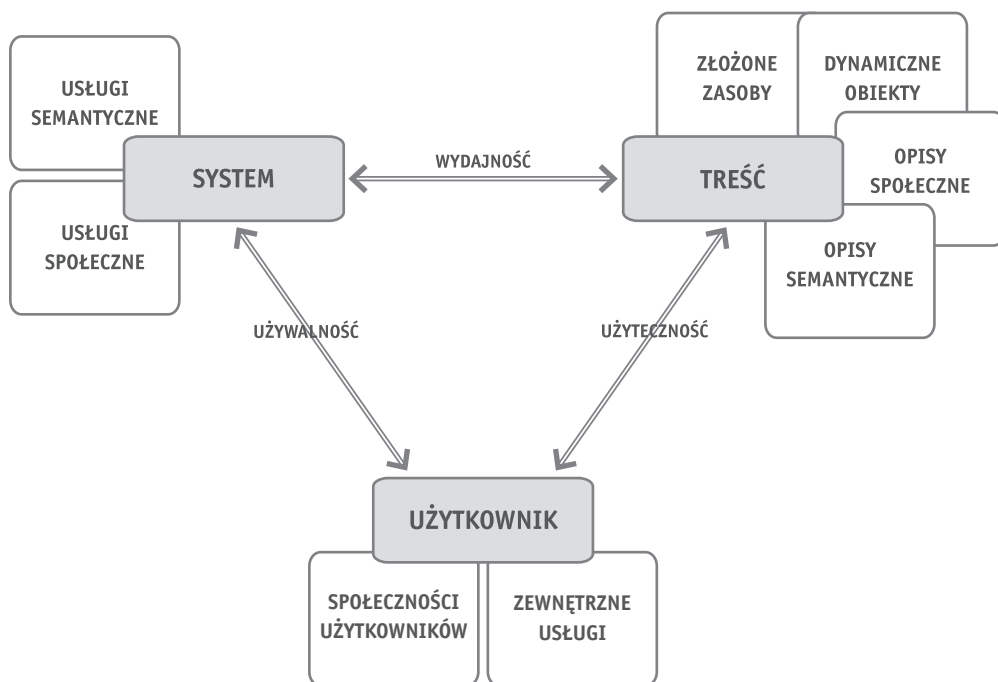 USŁUGI
SEMANTYCZNE
SYSTEM
USŁUGI
SPOŁECZNE
WYDAJNOŚĆ
ZŁOŻONE
ZASOBY
DYNAMICZNE
OBIEKTY
TREŚĆ
OPISY
SPOŁECZNE
OPISY
SEMANTYCZNE
UŻYWALNOŚĆ
UŻYTECZNOŚĆ
UŻYTKOWNIK
SPOŁECZNOŚCI
UŻYTKOWNIKÓW
ZEWNĘTRZNE
USŁUGI